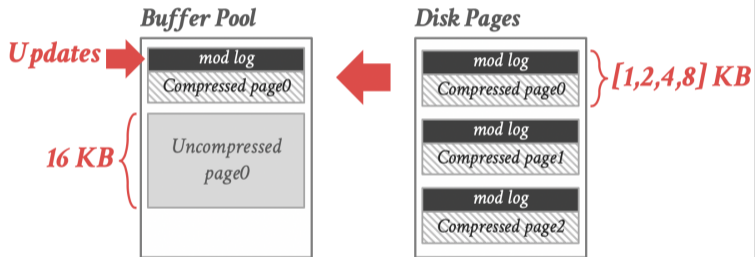 Buffer Pool
Updates
mod log
Compressed page0
16 KB
Uncompressed
page0
Disk Pages
mod log
Compressed page0
[1,2,4,8] KB
mod log
Compressed page1
mod log
Compressed page2